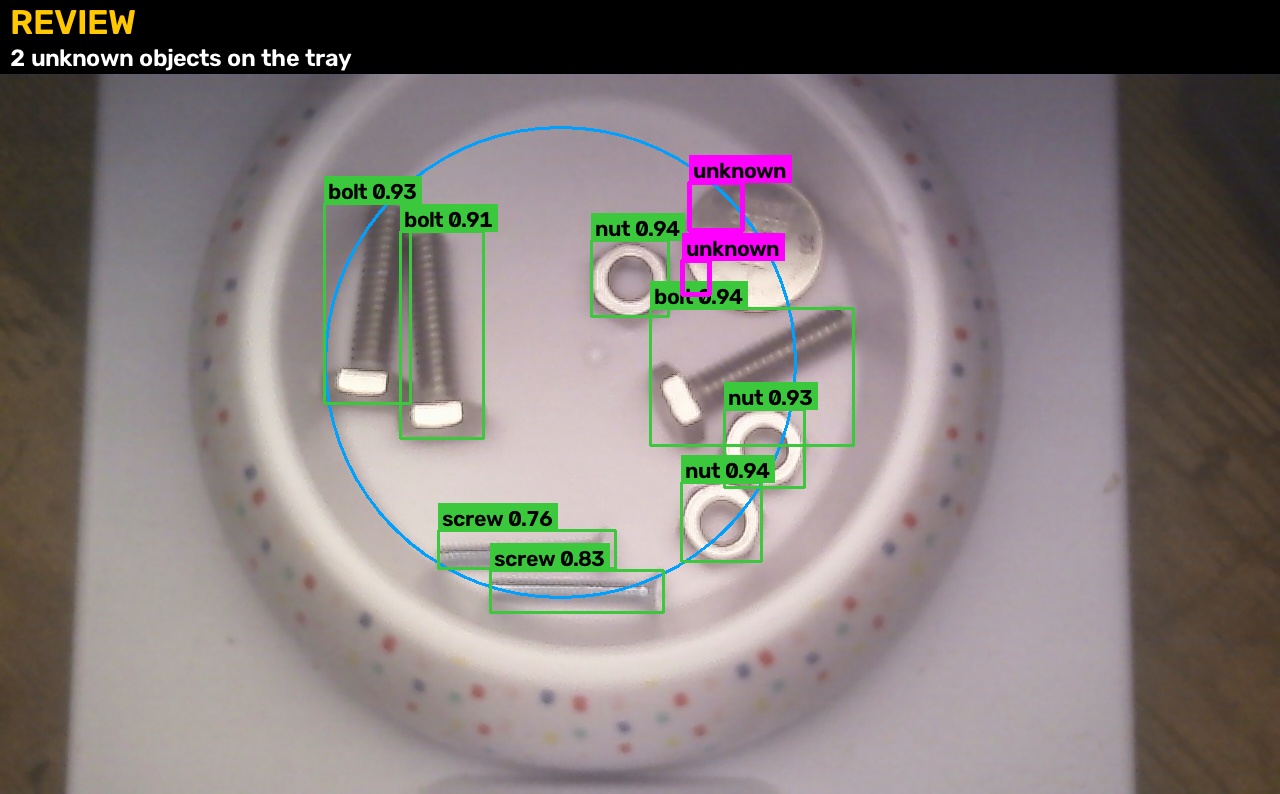 REVIEW
2 unknown objects on the tray
unknown
bolt 0.93
bolt 0.91
nut 0.94
unknown
bolt 0.94
nut 0.93
nut 0.94
screw 0.76
screw 0.83